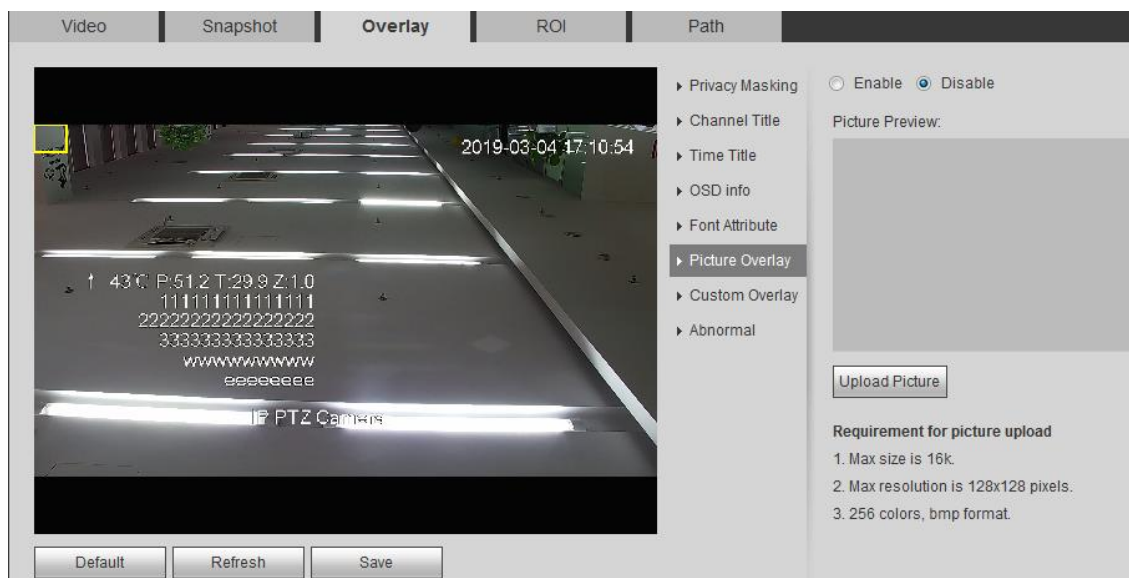 Video Snapshot Overlay ROI Path
2019-03-04 17:10:54
↑ 43℃ P:51.2 T:29.9 Z:1.0
111111111111111
22222222222222222
333333333333333
wwwwwwwww
eeeeeeee
IP PTZ Camera
Default Refresh Save
Privacy Masking
Channel Title
Time Title
OSD info
Font Attribute
Picture Overlay
Custom Overlay
Abnormal
Enable Disable
Picture Preview:
Upload Picture
Requirement for picture upload
1. Max size is 16k.
2. Max resolution is 128x128 pixels.
3. 256 colors, bmp format.